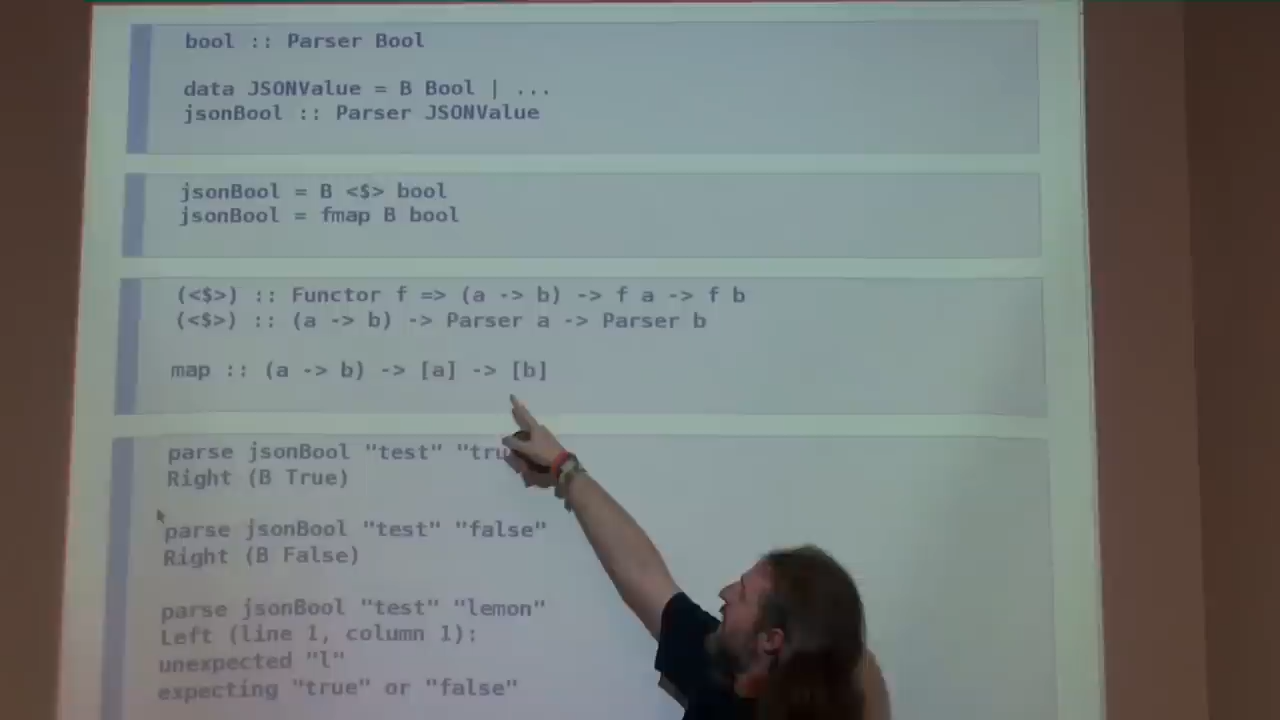 bool :: Parser Bool
data JSONValue = B Bool | ...
jsonBool :: Parser JSONValue
jsonBool = B <$> bool
jsonBool = fmap B bool
(<$>) :: Functor f => (a -> b) -> f a -> f b
(<$>) :: (a -> b) -> Parser a -> Parser b
map :: (a -> b) -> [a] -> [b]
parse jsonBool "test" "tru
Right (B True)
parse jsonBool "test" "false"
Right (B False)
parse jsonBool "test" "lemon"
Left (line 1, column 1):
unexpected "l"
expecting "true" or "false"